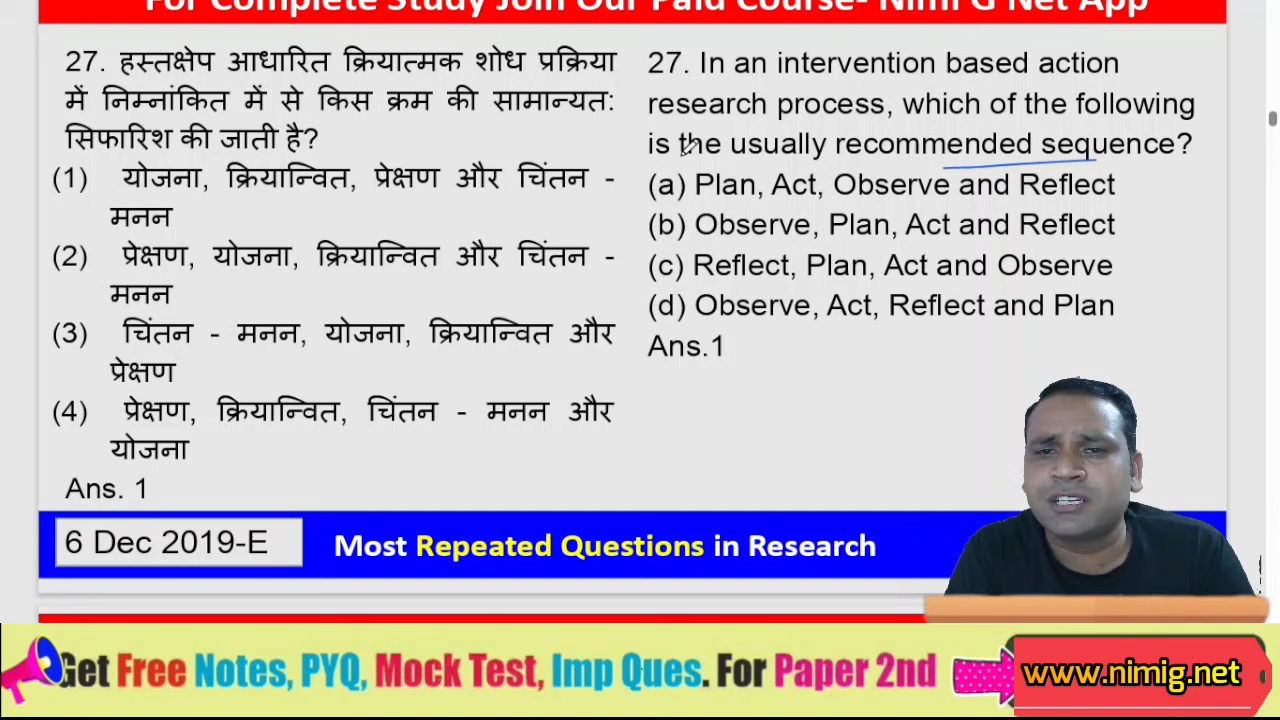 For Complete Study Join Our Paid Course- Nimi G Net App
27. हस्तक्षेप आधारित क्रियात्मक शोध प्रक्रिया
में निम्नांकित में से किस क्रम की सामान्यत:
सिफारिश की जाती है?
(1) योजना, क्रियान्वित, प्रेक्षण और चिंतन -
मनन
(2) प्रेक्षण, योजना, क्रियान्वित और चिंतन -
मनन
(3) चिंतन - मनन, योजना, क्रियान्वित और
प्रेक्षण
(4) प्रेक्षण, क्रियान्वित, चिंतन - मनन और
योजना
Ans. 1
27. In an intervention based action
research process, which of the following
is the usually recommended sequence?
(a) Plan, Act, Observe and Reflect
(b) Observe, Plan, Act and Reflect
(c) Reflect, Plan, Act and Observe
(d) Observe, Act, Reflect and Plan
Ans.1
6 Dec 2019-E
Most Repeated Questions in Research
Get Free Notes, PYQ, Mock Test, Imp Ques. For Paper 2nd
www.nimig.net